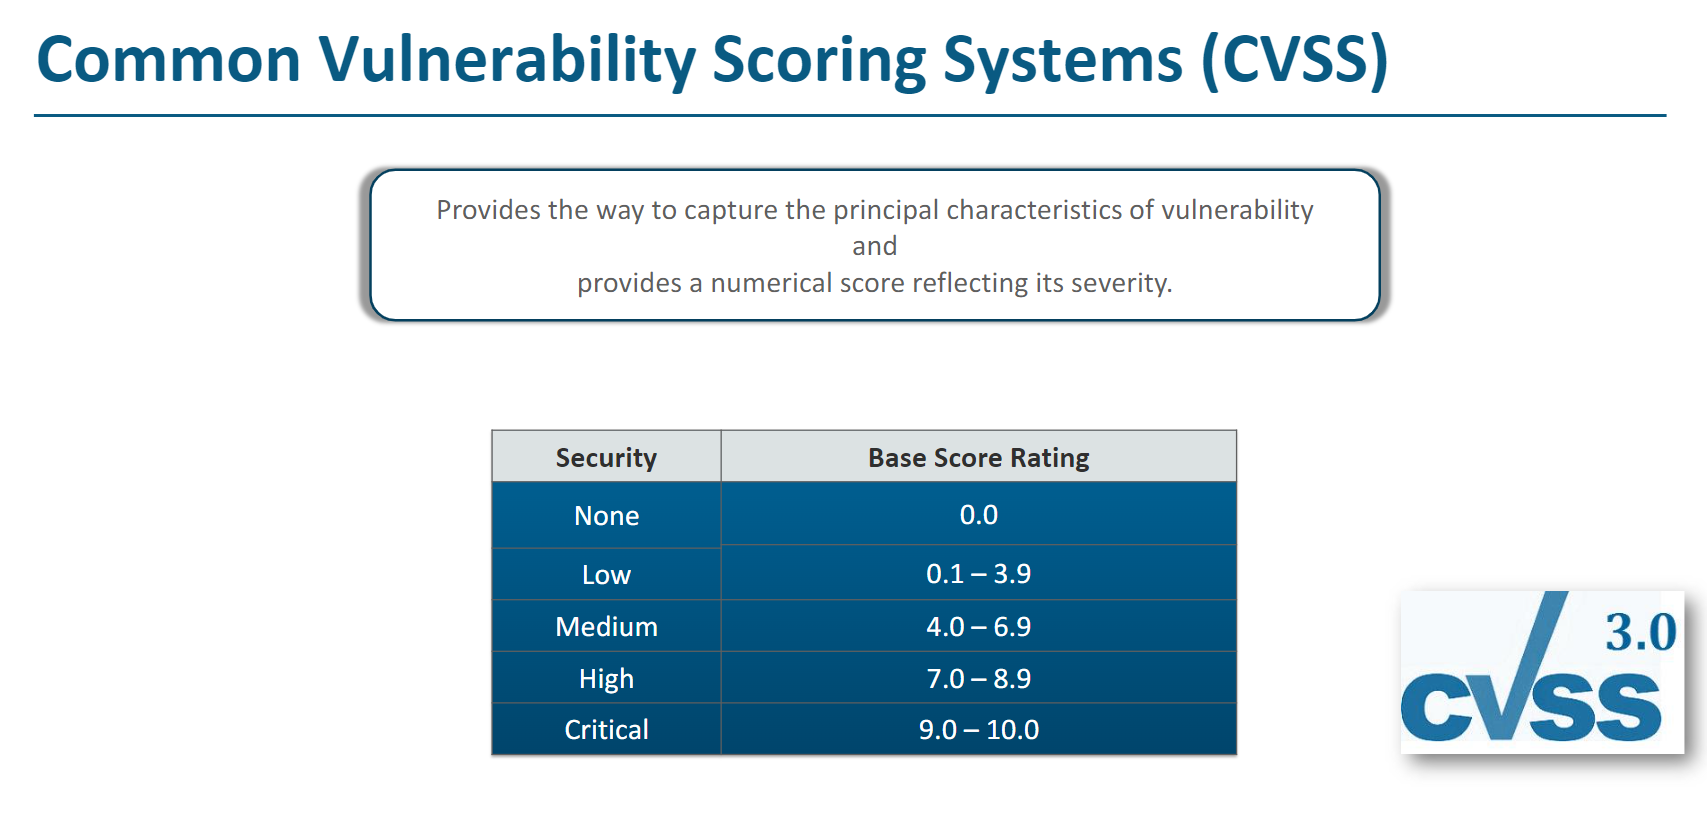 Common Vulnerability Scoring Systems (CVSS)
Provides the way to capture the principal characteristics of vulnerability
and
provides a numerical score reflecting its severity.
Security Base Score Rating
None 0.0
Low 0.1 – 3.9
Medium 4.0 – 6.9
High 7.0 – 8.9
Critical 9.0 – 10.0
3.0
CVSS